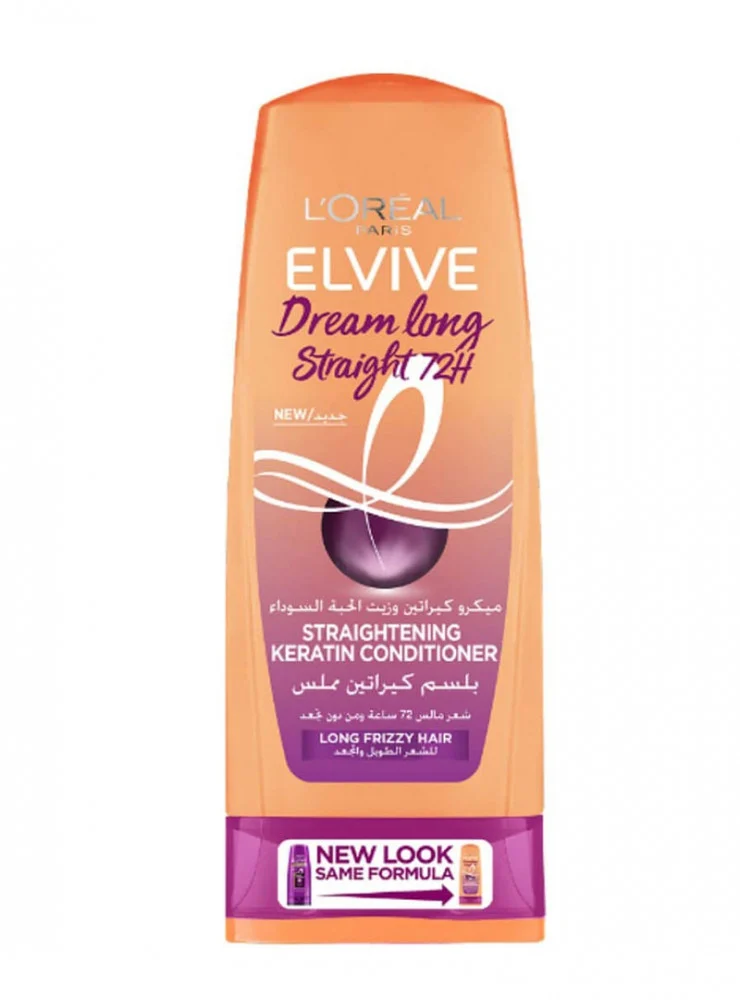 L'ORÉAL
PARIS
ELVIVE
Dream long
Straight 72H
NEW/جديد
ميكرو كيراتين وزيت الحبة السوداء
STRAIGHTENING
KERATIN CONDITIONER
بلسم كيراتين مملس
شعر مالس 72 ساعة ومن دون تجعد
LONG FRIZZY HAIR
للشعر الطويل والمجعد
NEW LOOK
SAME FORMULA